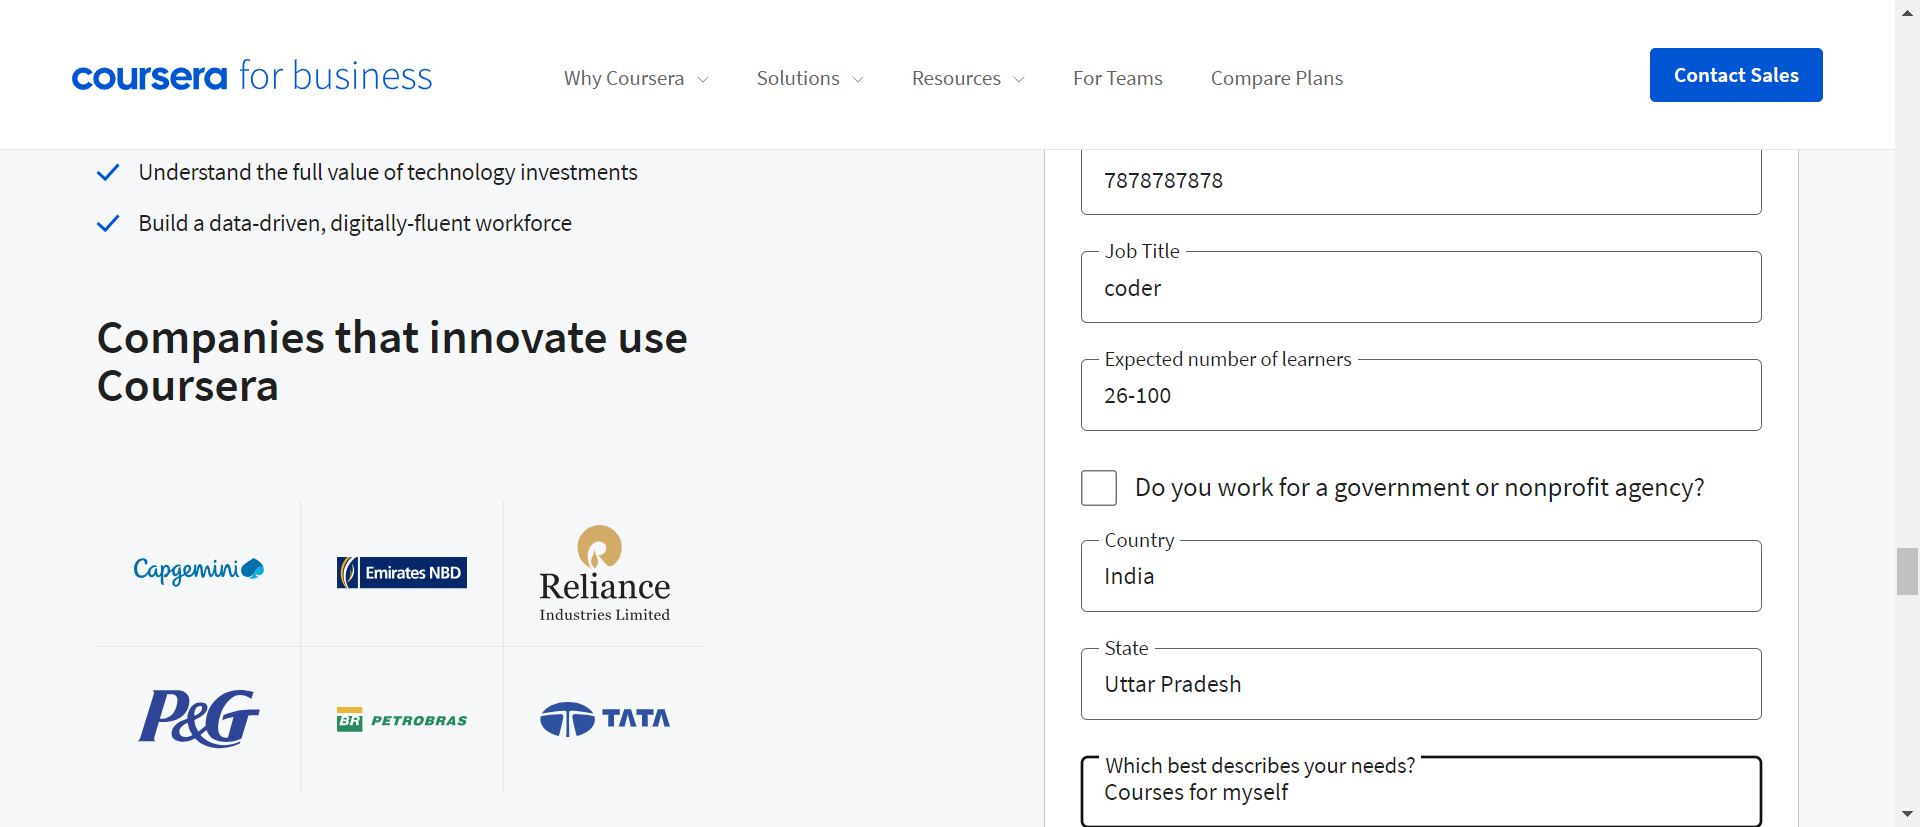 coursera for business
Why Coursera
Solutions
Resources
For Teams
Compare Plans
Contact Sales
Understand the full value of technology investments
Build a data-driven, digitally-fluent workforce
Companies that innovate use
Coursera
Capgemini
Emirates NBD
Reliance
Industries Limited
P&G
BR PETROBRAS
TATA
7878787878
Job Title
coder
Expected number of learners
26-100
Do you work for a government or nonprofit agency?
Country
India
State
Uttar Pradesh
Which best describes your needs?
Courses for myself